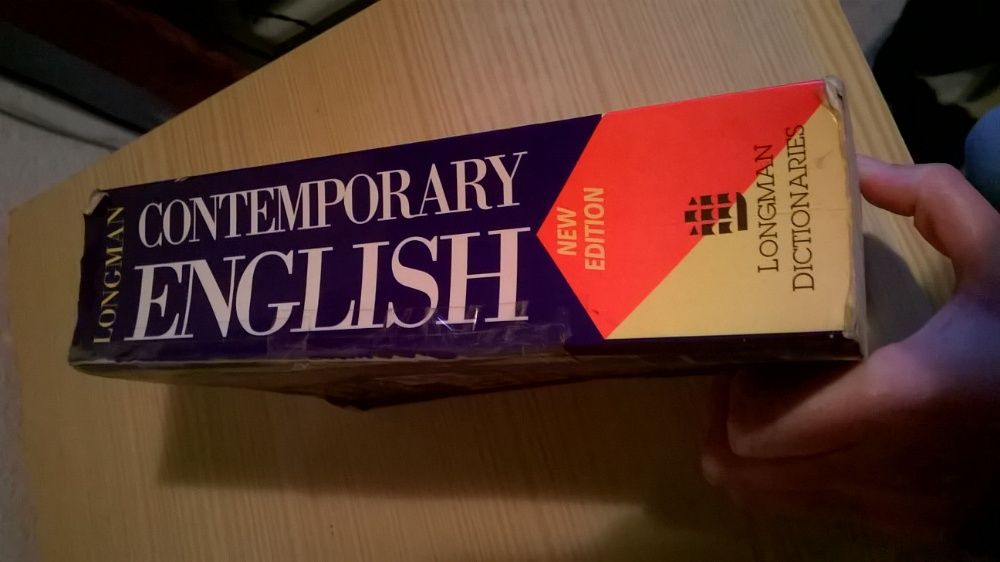 LONGMAN
CONTEMPORARY
ENGLISH
NEW
EDITION
LONGMAN
DICTIONARIES